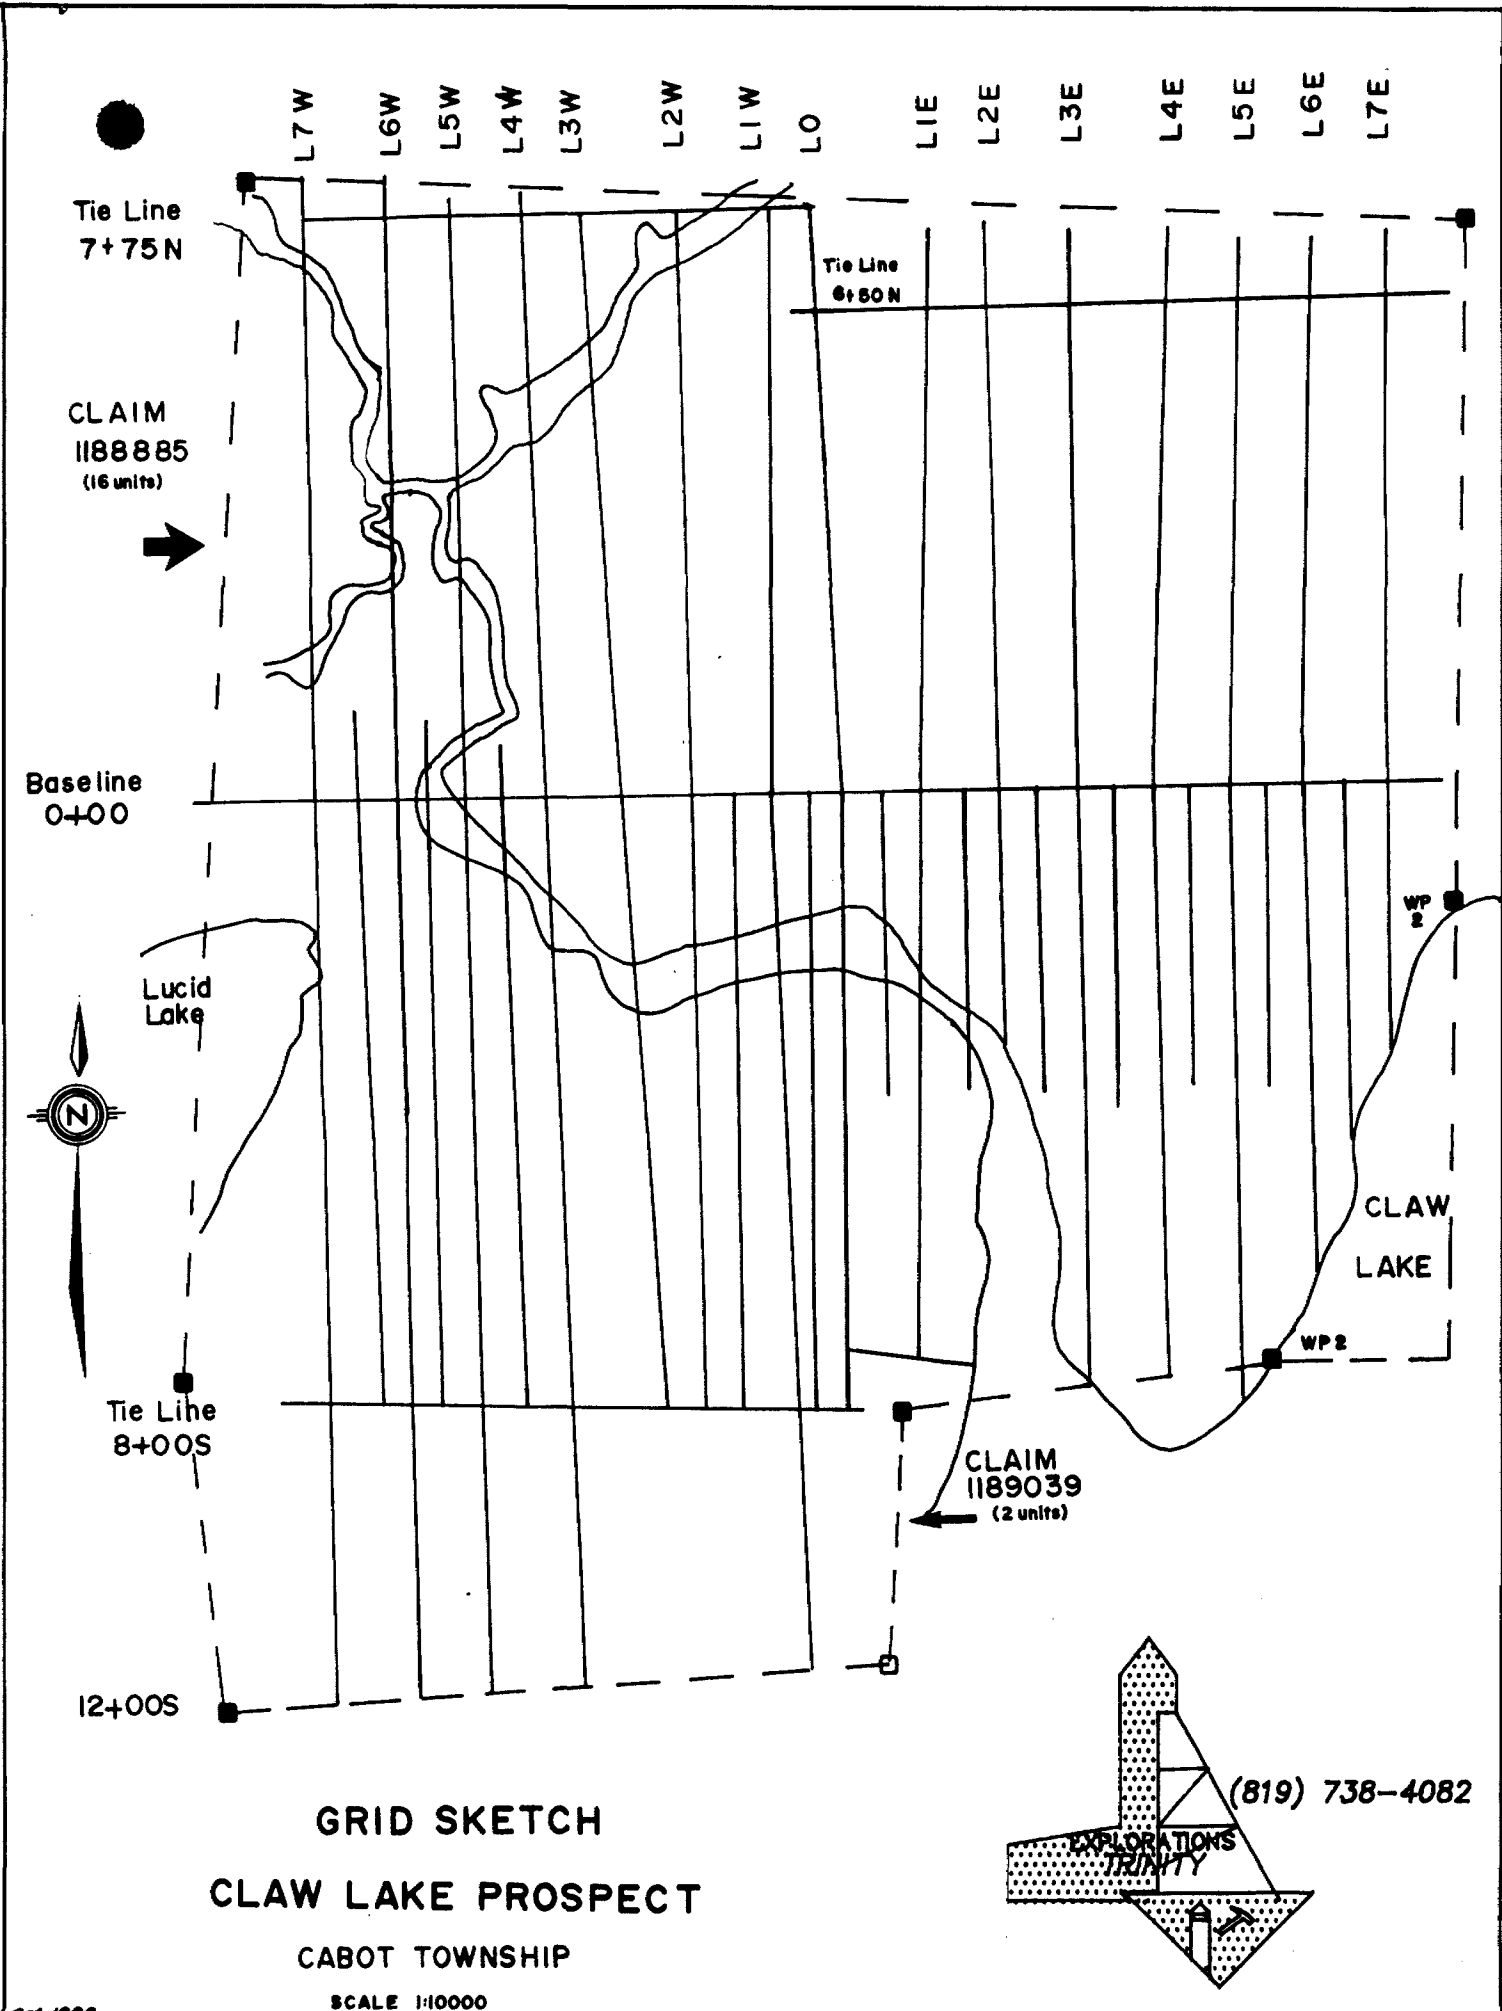 L7W
L6W
L5W
L4W
L3W
L2W
L1W
L0
L1E
L2E
L3E
L4E
L5E
L6E
L7E
Tie Line
7+75N
Tie Line
6+50N
CLAIM
1188885
(16 units)
Baseline
0+00
WP
2
Lucid
Lake
N
CLAW
LAKE
WP2
Tie Line
8+00S
CLAIM
1189039
(2 units)
12+00S
(819) 738-4082
EXPLORATIONS
TRINITY
GRID SKETCH
CLAW LAKE PROSPECT
CABOT TOWNSHIP
SCALE 1:10000